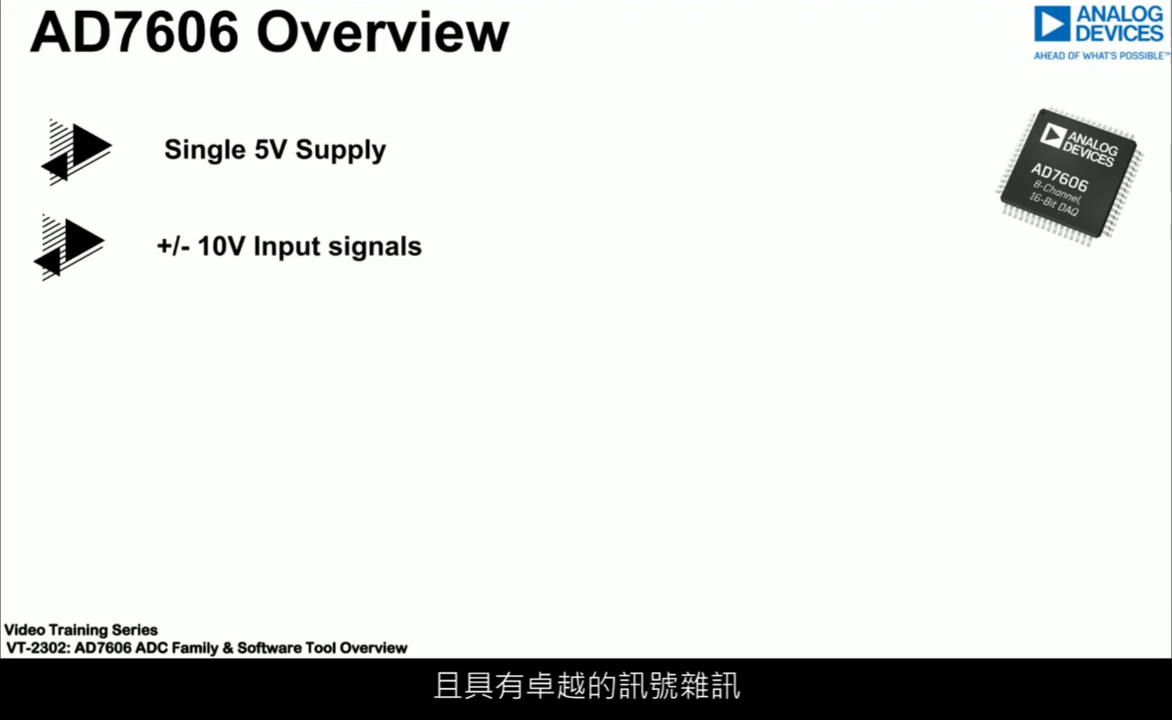 AD7606 Overview
ANALOG
DEVICES
AHEAD OF WHAT'S POSSIBLE™
Single 5V Supply
+/- 10V Input signals
ANALOG
DEVICES
AD7606
8-Channel,
16-Bit DAQ
Video Training Series
VT-2302: AD7606 ADC Family & Software Tool Overview
且具有卓越的訊號雜訊